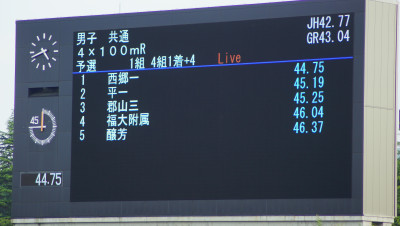 男子 共通 JH42.77
4×100mR GR43.04
予選 1組 4組1着+4 Live
1 西郷一 44.75
2 平一 45.19
3 郡山三 45.25
4 福大附属 46.04
5 醸芳 46.37
45
44.75